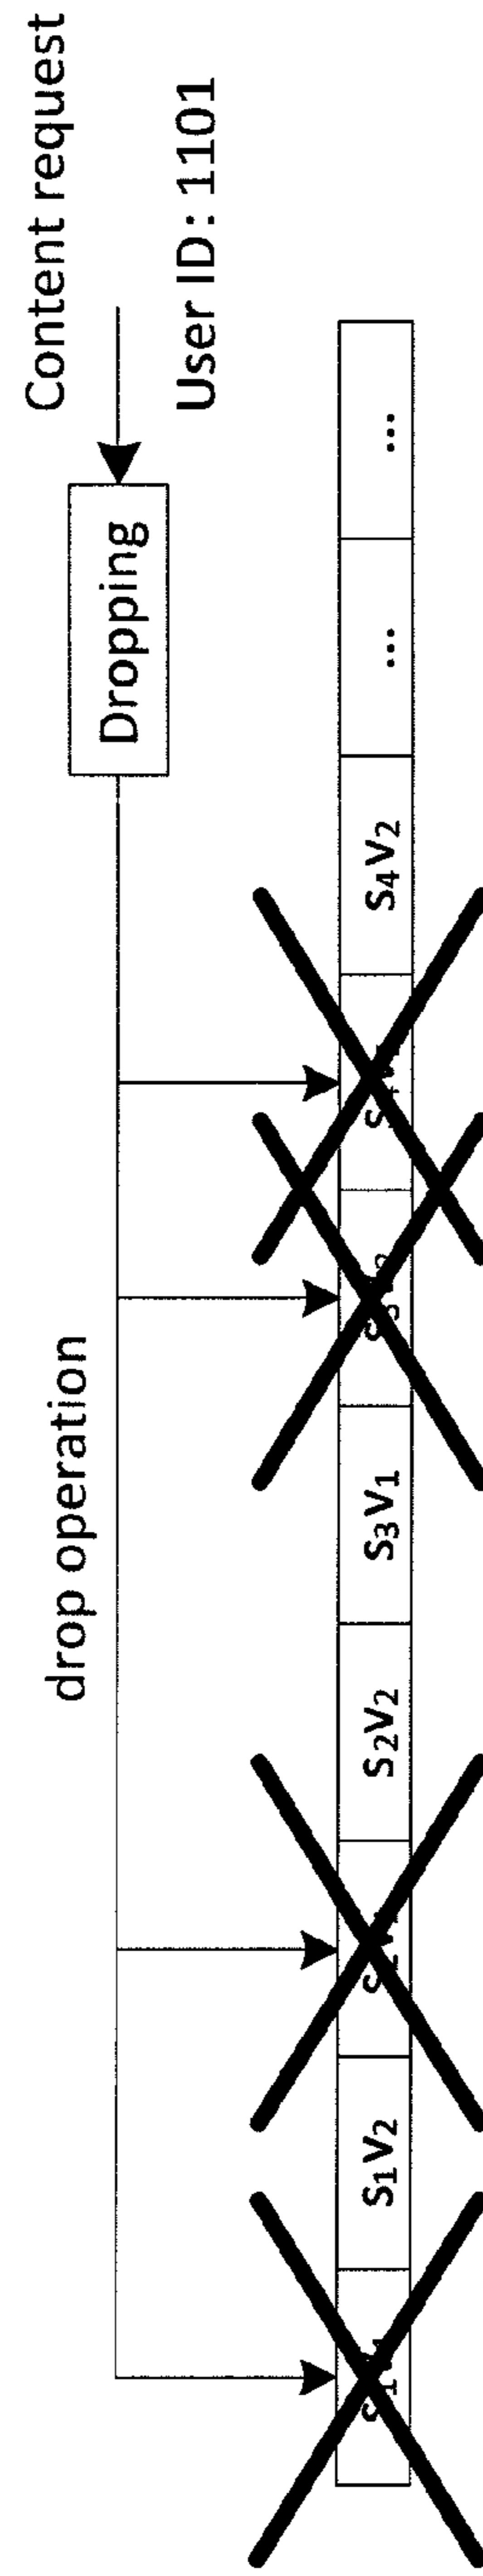 Content request
User ID: 1101
Dropping
drop operation
S1V2
S2V2
S3V1
S4V2
...
...